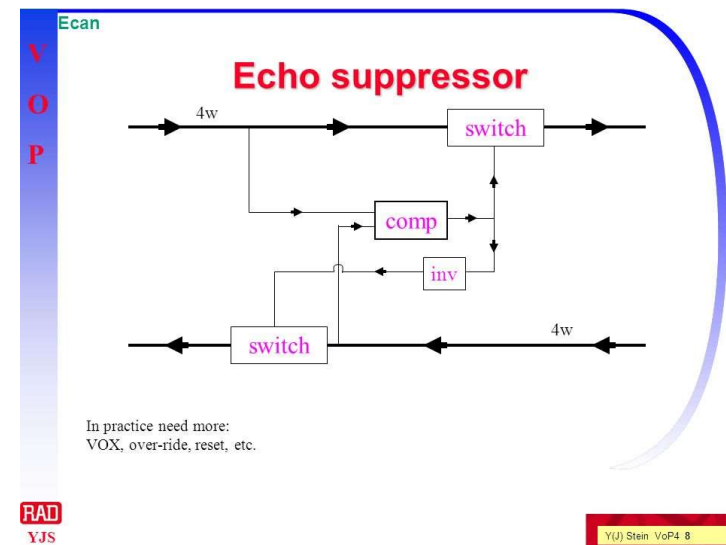 Ecan
V
O
P
Echo suppressor
4w
switch
comp
inv
4w
switch
In practice need more:
VOX, over-ride, reset, etc.
RAD
YJS
Y(J) Stein VoP4 8